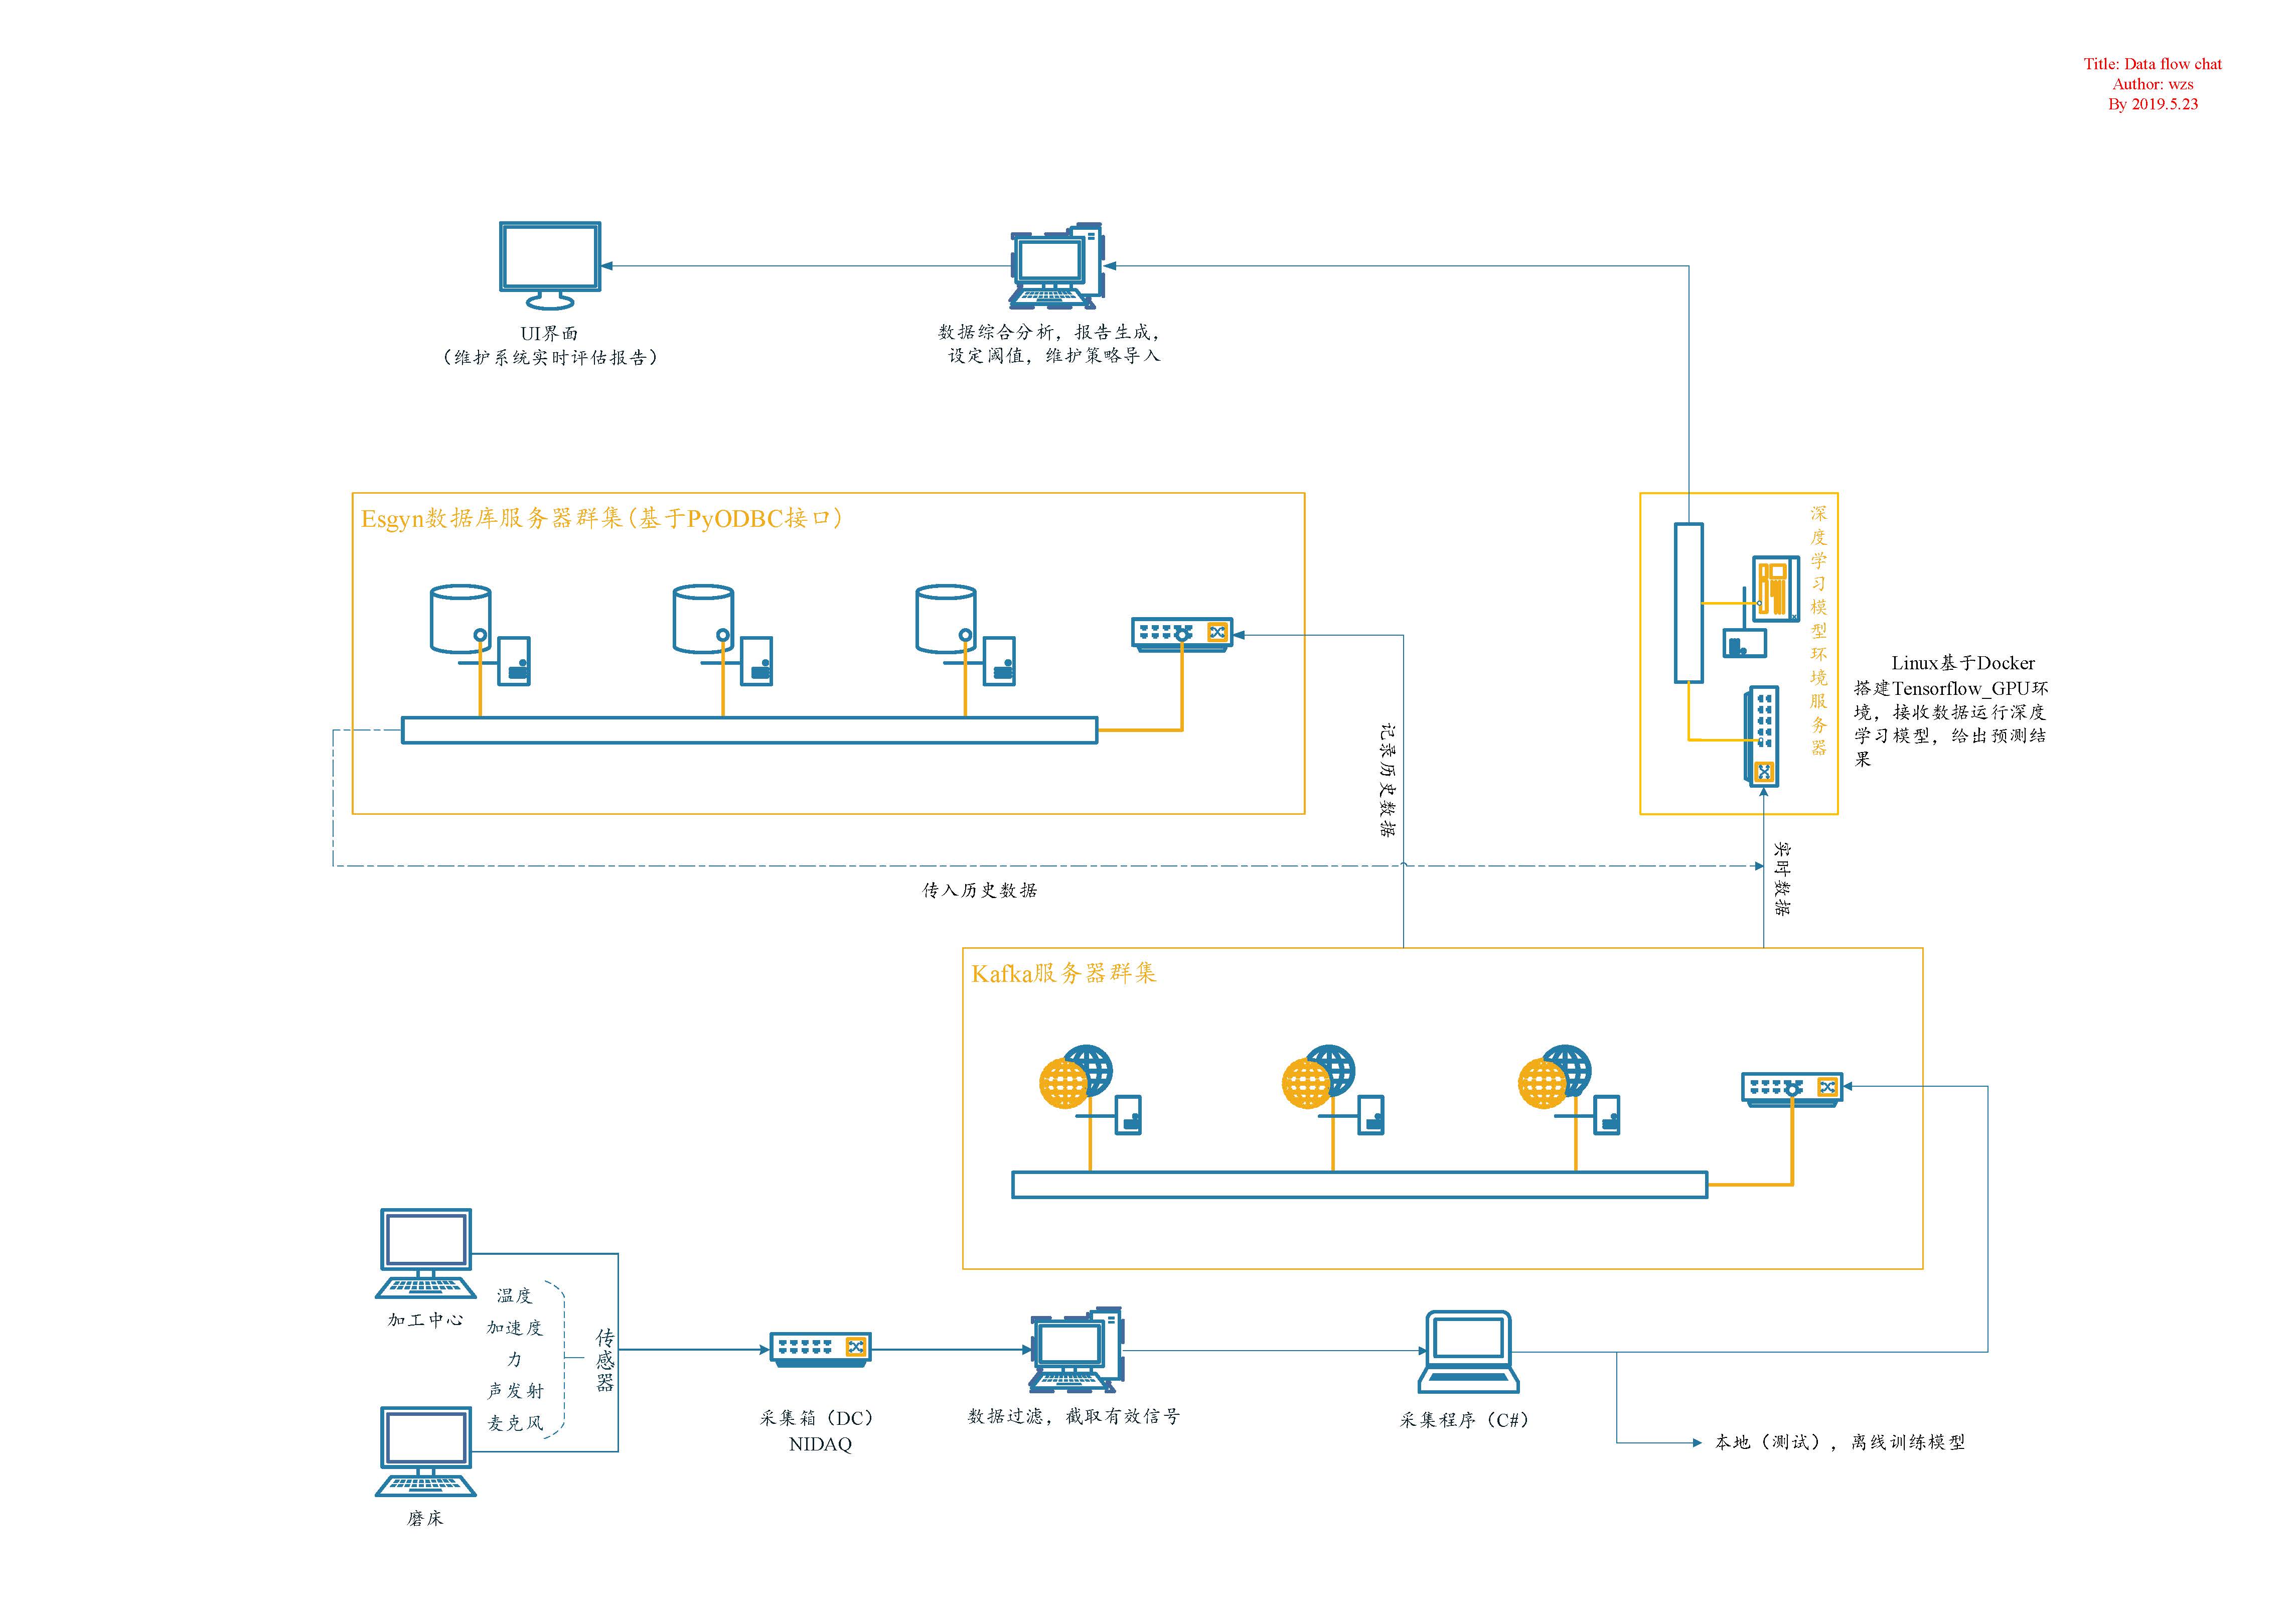 Title: Data flow chat
Author: wzs
By 2019.5.23
UI界面
（维护系统实时评估报告）
数据综合分析，报告生成，
设定阈值，维护策略导入
Esgyn数据库服务器群集（基于PyODBC接口）
深度学习模型环境服务器
Linux基于Docker
搭建Tensorflow_GPU环
境，接收数据运行深度
学习模型，给出预测结
果
记录历史数据
实时数据
传入历史数据
Kafka服务器群集
加工中心
温度
加速度
力
声发射
麦克风
传感器
磨床
采集箱（DC）
NIDAQ
数据过滤，截取有效信号
采集程序（C#）
本地（测试），离线训练模型